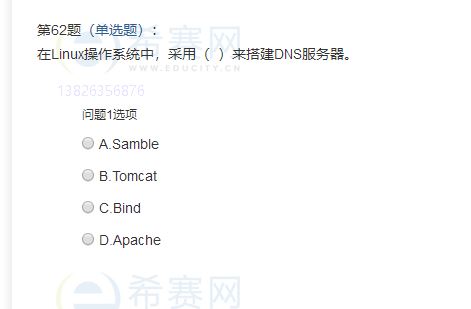 第62题（单选题）：
希赛网
在Linux操作系统中，采用（ ）来搭建DNS服务器。
WWW.EDUCITY.CN
13826356876
问题1选项
A.Samble
B.Tomcat
C.Bind
D.Apache
希赛网